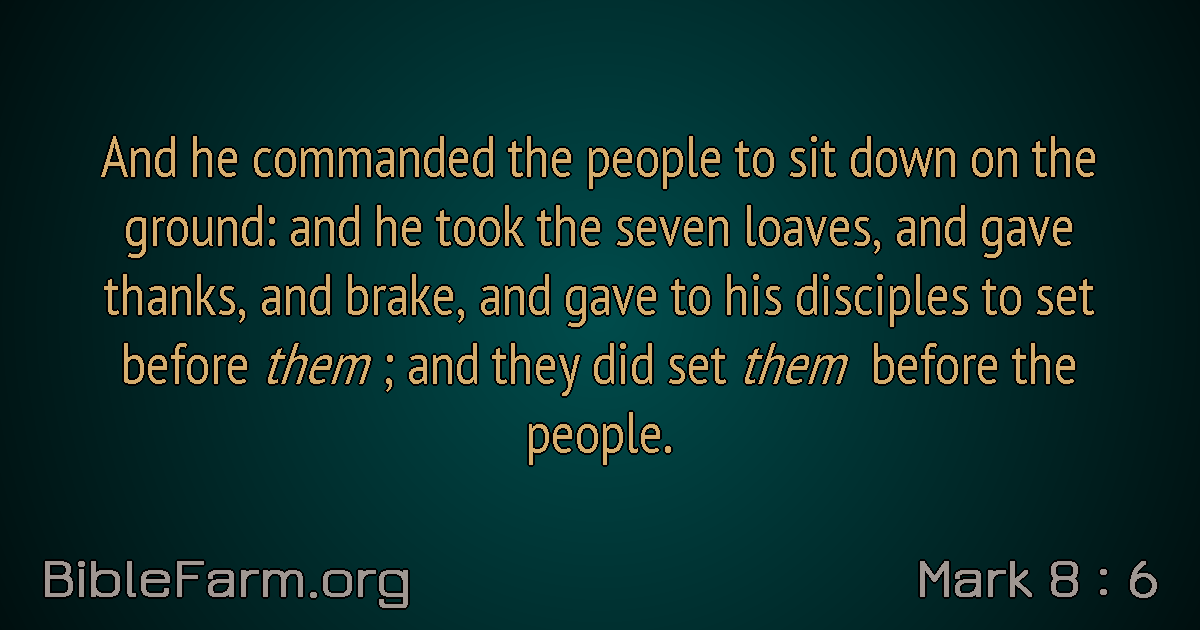 And he commanded the people to sit down on the
ground: and he took the seven loaves, and gave
thanks, and brake, and gave to his disciples to set
before them ; and they did set them before the
people.
BibleFarm.org
Mark 8 : 6